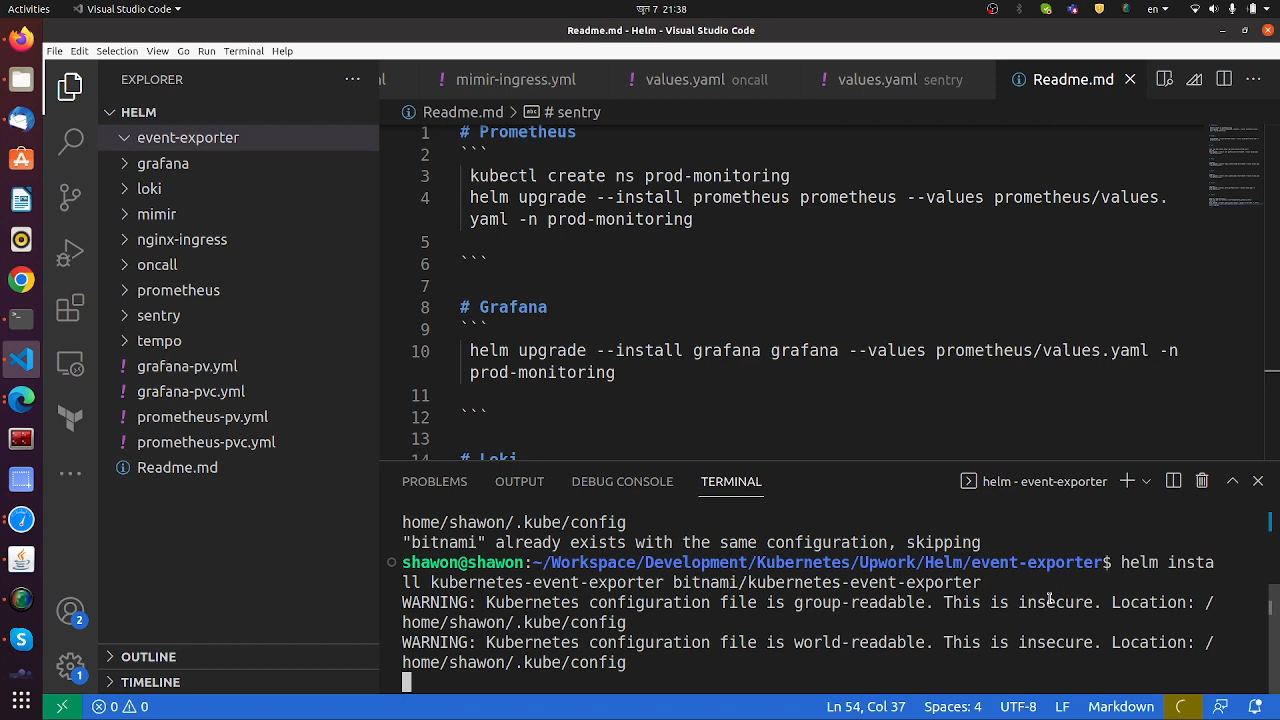 Activities
Visual Studio Code
জুন 7 21:38
en
Readme.md - Helm - Visual Studio Code
File Edit Selection View Go Run Terminal Help
EXPLORER
mimir-ingress.yml
values.yaml oncall
values.yaml sentry
Readme.md
HELM
Readme.md > # sentry
event-exporter
grafana
loki
mimir
nginx-ingress
oncall
prometheus
sentry
tempo
grafana-pv.yml
grafana-pvc.yml
prometheus-pv.yml
prometheus-pvc.yml
Readme.md
OUTLINE
TIMELINE
1 # Prometheus
2 ```
3 kubectl create ns prod-monitoring
4 helm upgrade --install prometheus prometheus --values prometheus/values.
yaml -n prod-monitoring
5
6 ```
7
8 # Grafana
9 ```
10 helm upgrade --install grafana grafana --values prometheus/values.yaml -n
prod-monitoring
11
12 ```
13
14 # Loki
PROBLEMS OUTPUT DEBUG CONSOLE TERMINAL
helm - event-exporter
home/shawon/.kube/config
"bitnami" already exists with the same configuration, skipping
shawon@shawon:~/Workspace/Development/Kubernetes/Upwork/Helm/event-exporter$ helm insta
ll kubernetes-event-exporter bitnami/kubernetes-event-exporter
WARNING: Kubernetes configuration file is group-readable. This is insecure. Location: /
home/shawon/.kube/config
WARNING: Kubernetes configuration file is world-readable. This is insecure. Location: /
home/shawon/.kube/config
2
1
0 0
Ln 54, Col 37
Spaces: 4
UTF-8
LF
Markdown